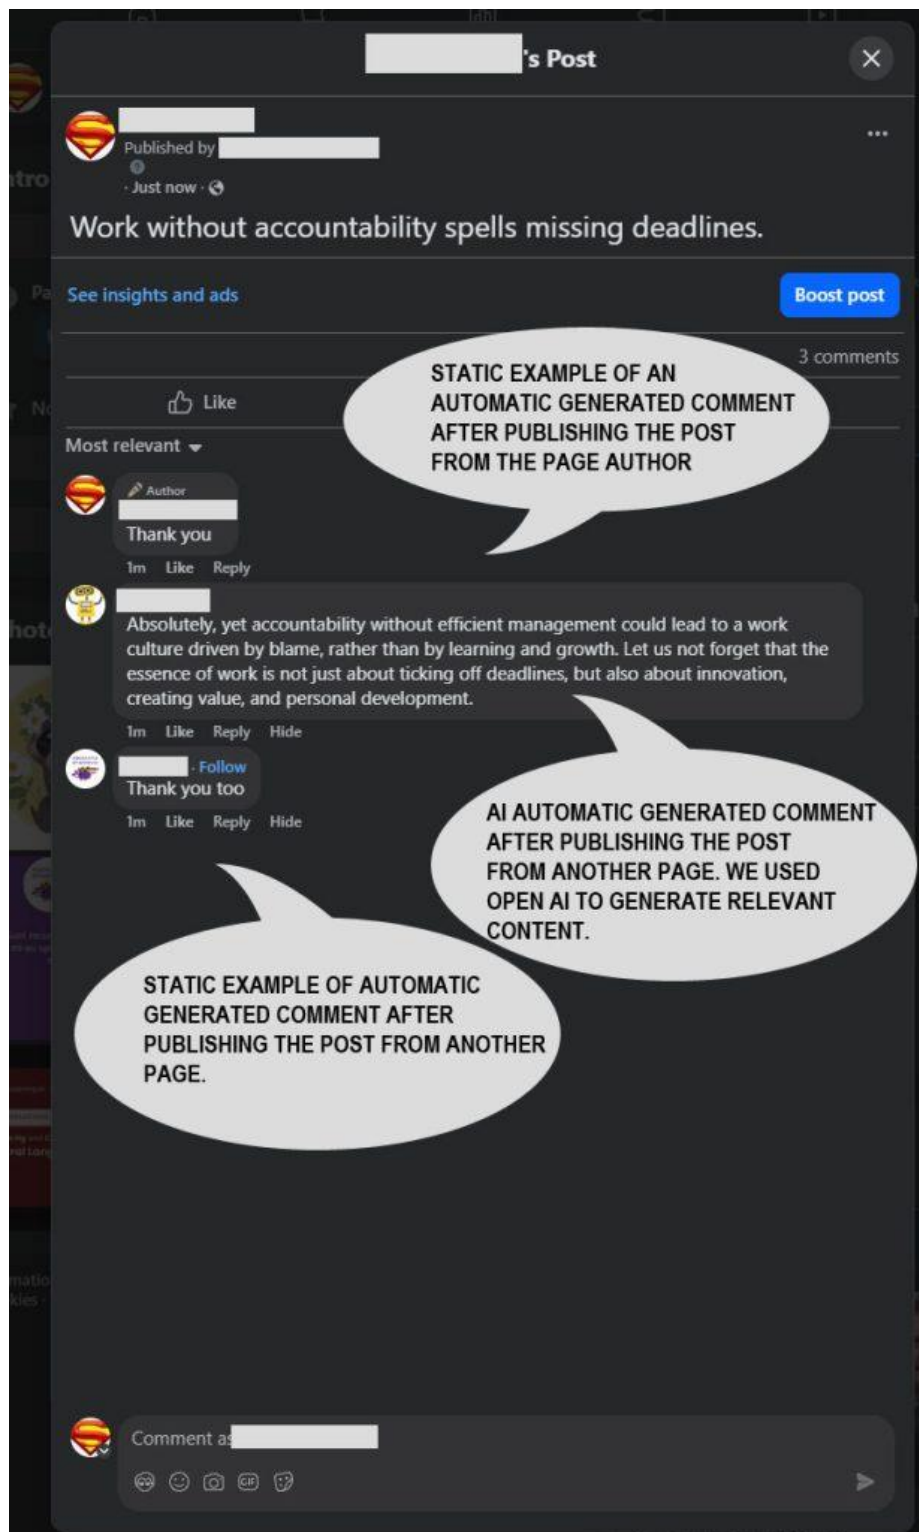 's Post
Published by
· Just now ·
Work without accountability spells missing deadlines.
See insights and ads
Boost post
3 comments
Like
STATIC EXAMPLE OF AN
AUTOMATIC GENERATED COMMENT
AFTER PUBLISHING THE POST
FROM THE PAGE AUTHOR
Most relevant
Author
Thank you
1m Like Reply
Absolutely, yet accountability without efficient management could lead to a work
culture driven by blame, rather than by learning and growth. Let us not forget that the
essence of work is not just about ticking off deadlines, but also about innovation,
creating value, and personal development.
1m Like Reply Hide
· Follow
Thank you too
1m Like Reply Hide
AI AUTOMATIC GENERATED COMMENT
AFTER PUBLISHING THE POST
FROM ANOTHER PAGE. WE USED
OPEN AI TO GENERATE RELEVANT
CONTENT.
STATIC EXAMPLE OF AUTOMATIC
GENERATED COMMENT AFTER
PUBLISHING THE POST FROM ANOTHER
PAGE.
Comment as
GIF